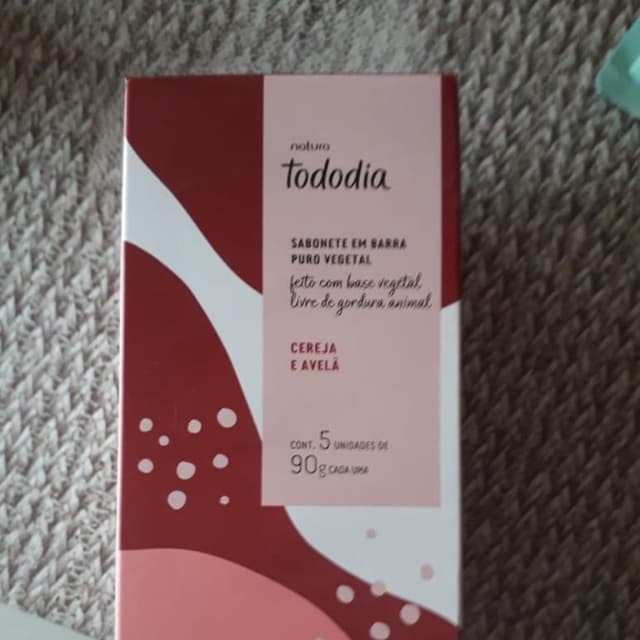 natura
Tododia
SABONETE EM BARRA
PURO VEGETAL
feito com base vegetal,
livre de gordura animal
CEREJA
E AVELÃ
CONT. 5 UNIDADES DE
90g CADA UMA